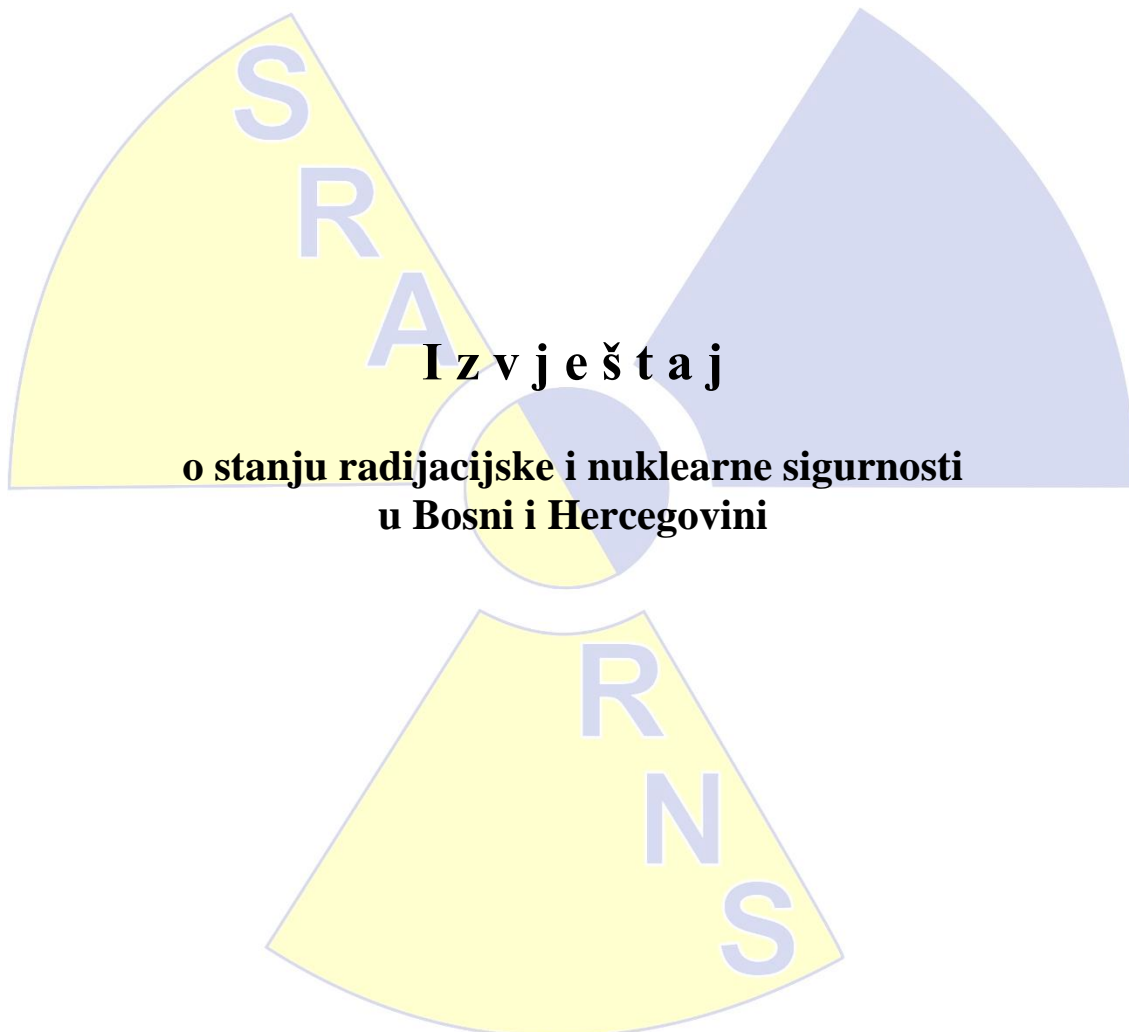 S
R
A
I z v j e š t a j
o stanju radijacijske i nuklearne sigurnosti
u Bosni i Hercegovini
R
N
S